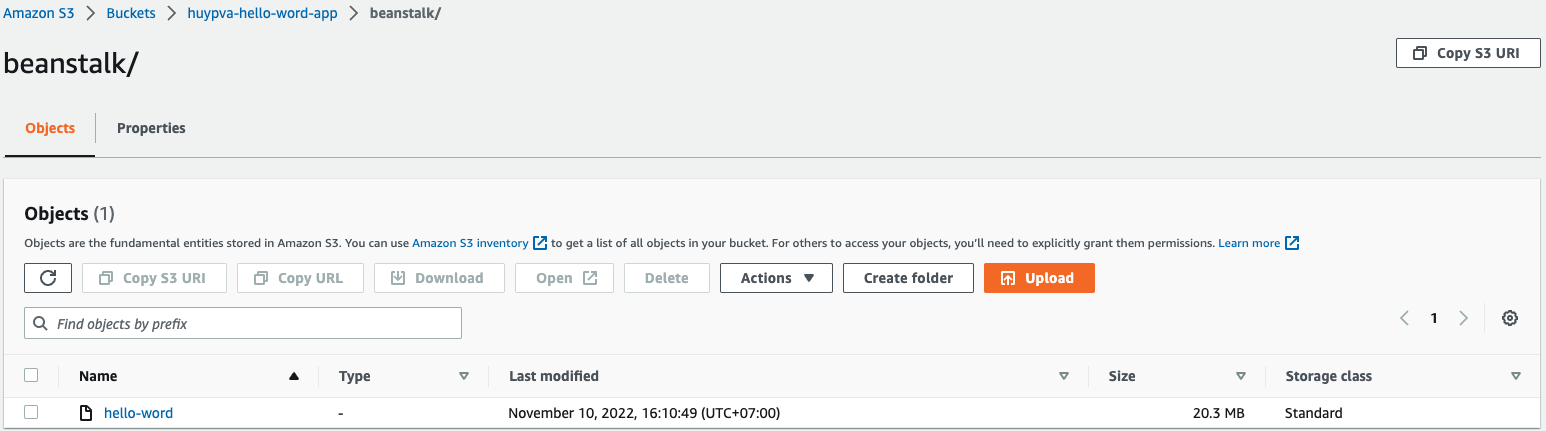 Amazon S3 > Buckets > huypva-hello-word-app > beanstalk/
beanstalk/
Copy S3 URI
Objects Properties
Objects (1)
Objects are the fundamental entities stored in Amazon S3. You can use Amazon S3 inventory to get a list of all objects in your bucket. For others to access your objects, you'll need to explicitly grant them permissions. Learn more
Copy S3 URI Copy URL Download Open Delete Actions Create folder Upload
Find objects by prefix
1
Name Type Last modified Size Storage class
hello-word - November 10, 2022, 16:10:49 (UTC+07:00) 20.3 MB Standard